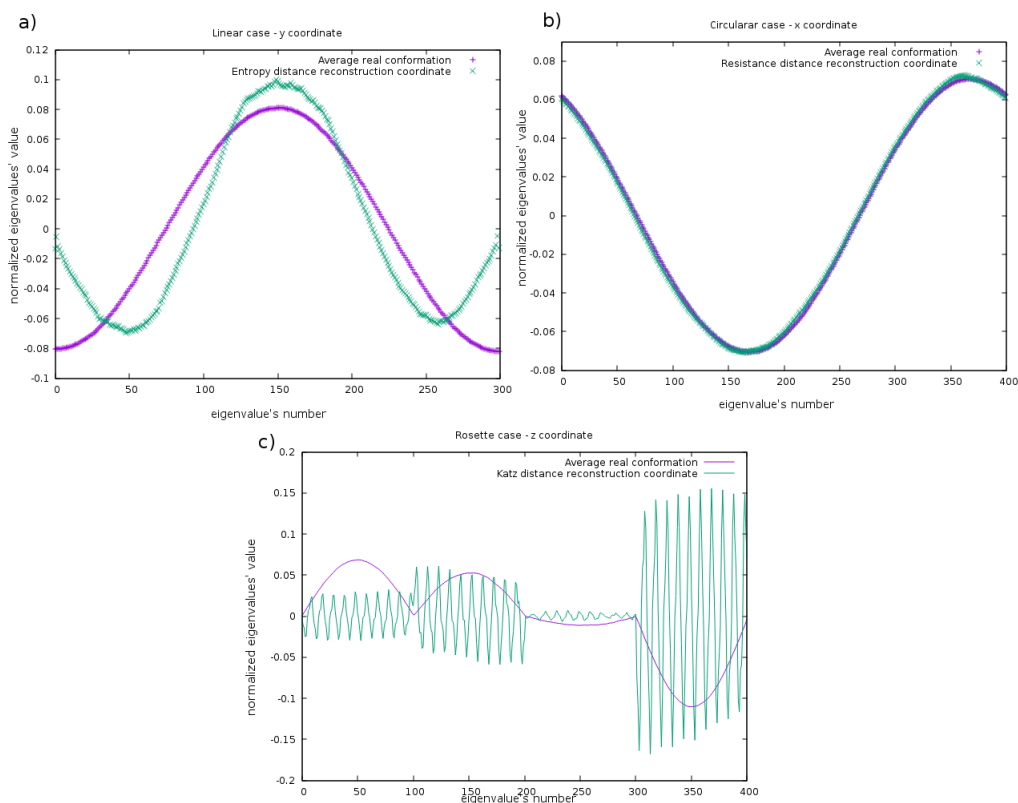 a)
Linear case - y coordinate
Average real conformation
Entropy distance reconstruction coordinate
normalized eigenvalues' value
0.12
0.1
0.08
0.06
0.04
0.02
0
-0.02
-0.04
-0.06
-0.08
-0.1
0 50 100 150 200 250 300
eigenvalue's number
b)
Circularar case - x coordinate
Average real conformation
Resistance distance reconstruction coordinate
normalized eigenvalues' value
0.08
0.06
0.04
0.02
0
-0.02
-0.04
-0.06
-0.08
0 50 100 150 200 250 300 350 400
eigenvalue's number
c)
Rosette case - z coordinate
Average real conformation
Katz distance reconstruction coordinate
normalized eigenvalues' value
0.2
0.15
0.1
0.05
0
-0.05
-0.1
-0.15
-0.2
0 50 100 150 200 250 300 350 400
eigenvalue's number